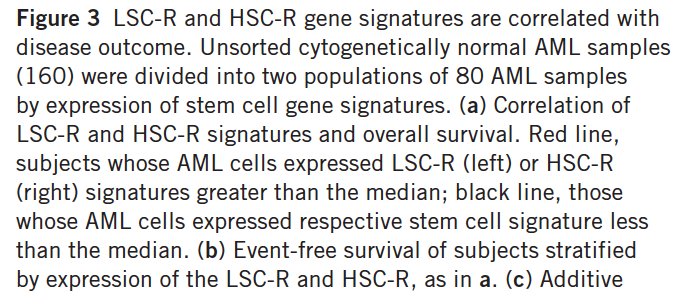 Figure 3 LSC-R and HSC-R gene signatures are correlated with
disease outcome. Unsorted cytogenetically normal AML samples
(160) were divided into two populations of 80 AML samples
by expression of stem cell gene signatures. (a) Correlation of
LSC-R and HSC-R signatures and overall survival. Red line,
subjects whose AML cells expressed LSC-R (left) or HSC-R
(right) signatures greater than the median; black line, those
whose AML cells expressed respective stem cell signature less
than the median. (b) Event-free survival of subjects stratified
by expression of the LSC-R and HSC-R, as in a. (c) Additive